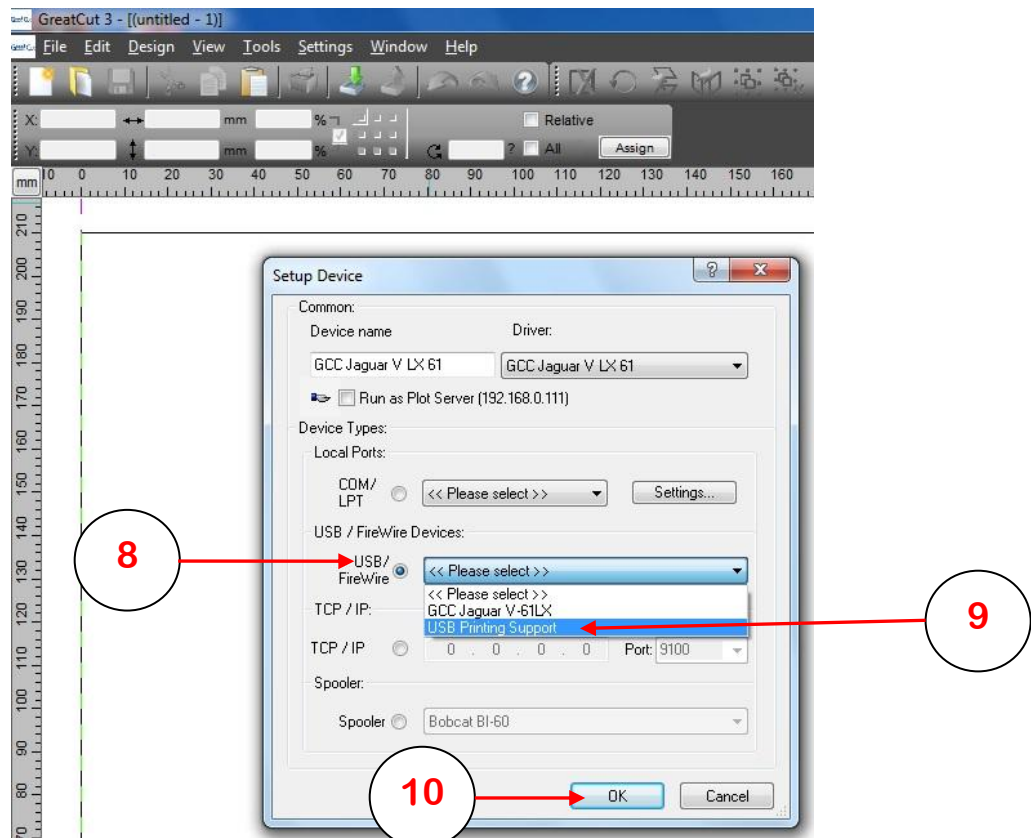 GreatCut 3 - [(untitled - 1)]
File Edit Design View Tools Settings Window Help
X: mm % Relative
Y: mm % ? All Assign
mm 10 0 10 20 30 40 50 60 70 80 90 100 110 120 130 140 150 160
210
200
190
180
170
160
150
140
130
120
110
100
90
80
Setup Device
Common:
Device name Driver:
GCC Jaguar V LX 61 GCC Jaguar V LX 61
Run as Plot Server (192.168.0.111)
Device Types:
Local Ports:
COM/
LPT << Please select >> Settings...
USB / FireWire Devices:
8
USB/
FireWire << Please select >>
<< Please select >>
GCC Jaguar V-61LX
USB Printing Support
9
TCP / IP:
TCP / IP 0 . 0 . 0 . 0 Port: 9100
Spooler:
Spooler Bobcat BI-60
10
OK Cancel